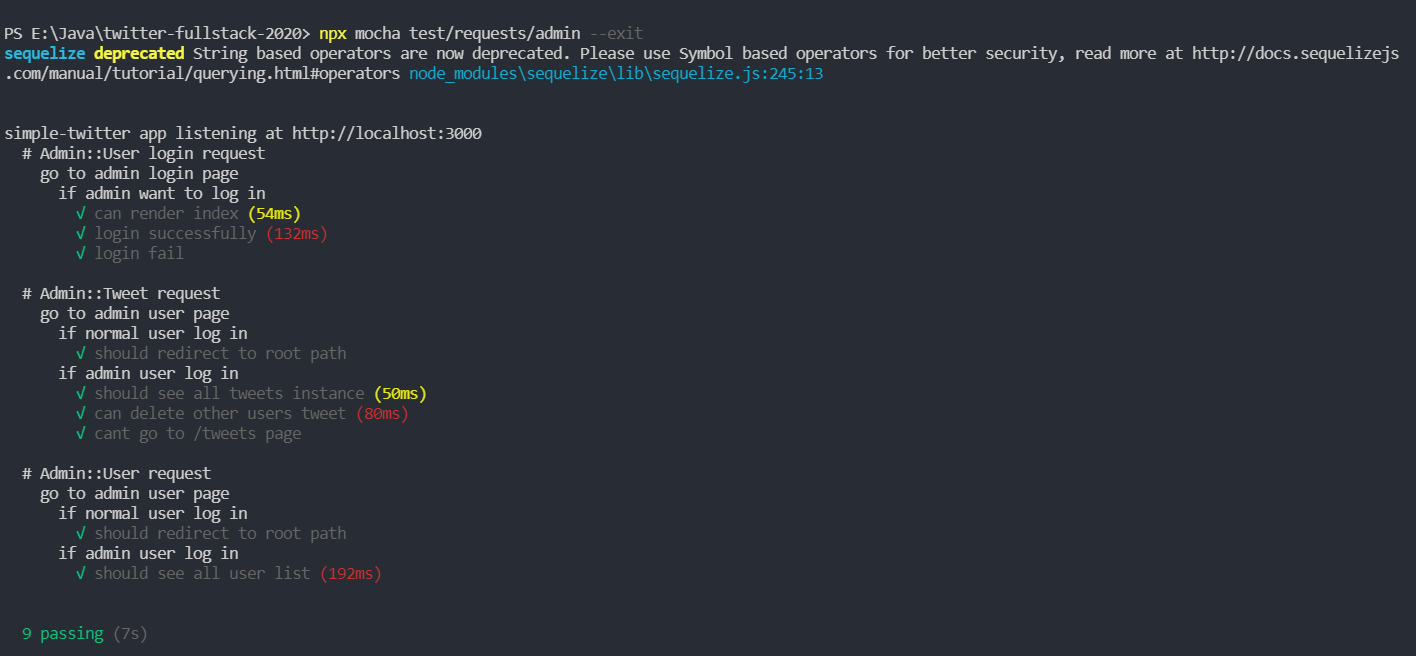 PS E:\Java\twitter-fullstack-2020> npx mocha test/requests/admin --exit
sequelize deprecated String based operators are now deprecated. Please use Symbol based operators for better security, read more at http://docs.sequelizejs
.com/manual/tutorial/querying.html#operators node_modules\sequelize\lib\sequelize.js:245:13
simple-twitter app listening at http://localhost:3000
# Admin::User login request
go to admin login page
if admin want to log in
√ can render index (54ms)
√ login successfully (132ms)
√ login fail
# Admin::Tweet request
go to admin user page
if normal user log in
√ should redirect to root path
if admin user log in
√ should see all tweets instance (50ms)
√ can delete other users tweet (80ms)
√ cant go to /tweets page
# Admin::User request
go to admin user page
if normal user log in
√ should redirect to root path
if admin user log in
√ should see all user list (192ms)
9 passing (7s)